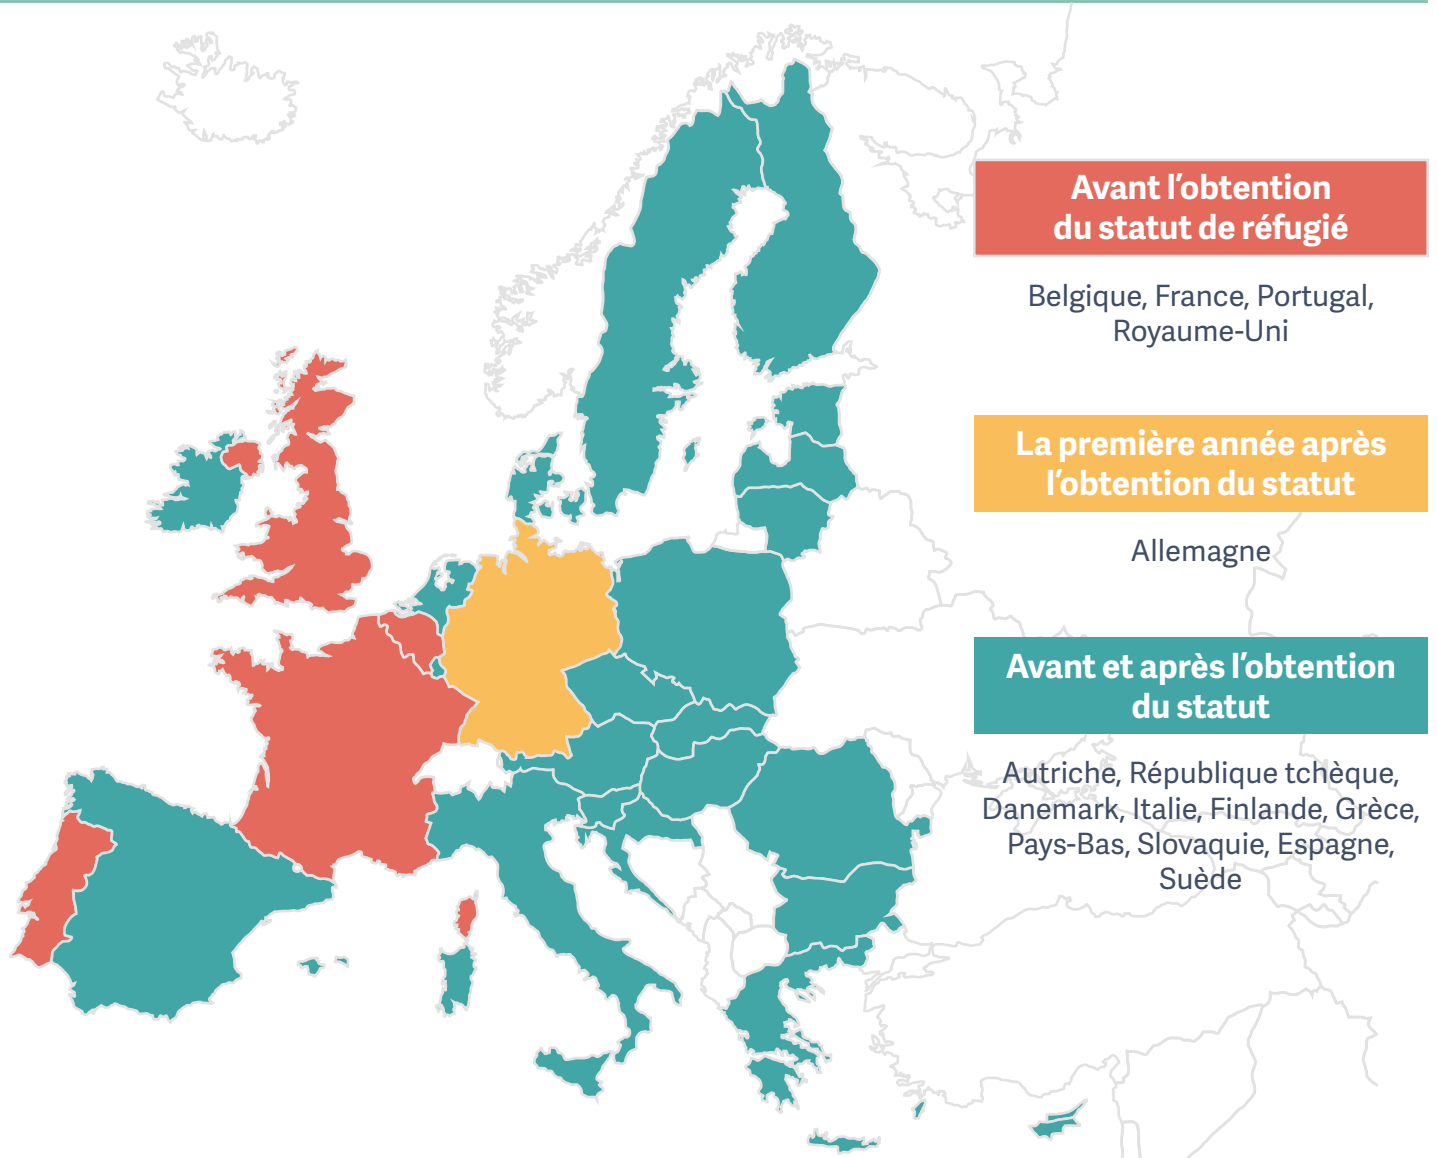 Avant l’obtention
du statut de réfugié
Belgique, France, Portugal,
Royaume-Uni
La première année après
l’obtention du statut
Allemagne
Avant et après l’obtention
du statut
Autriche, République tchèque,
Danemark, Italie, Finlande, Grèce,
Pays-Bas, Slovaquie, Espagne,
Suède